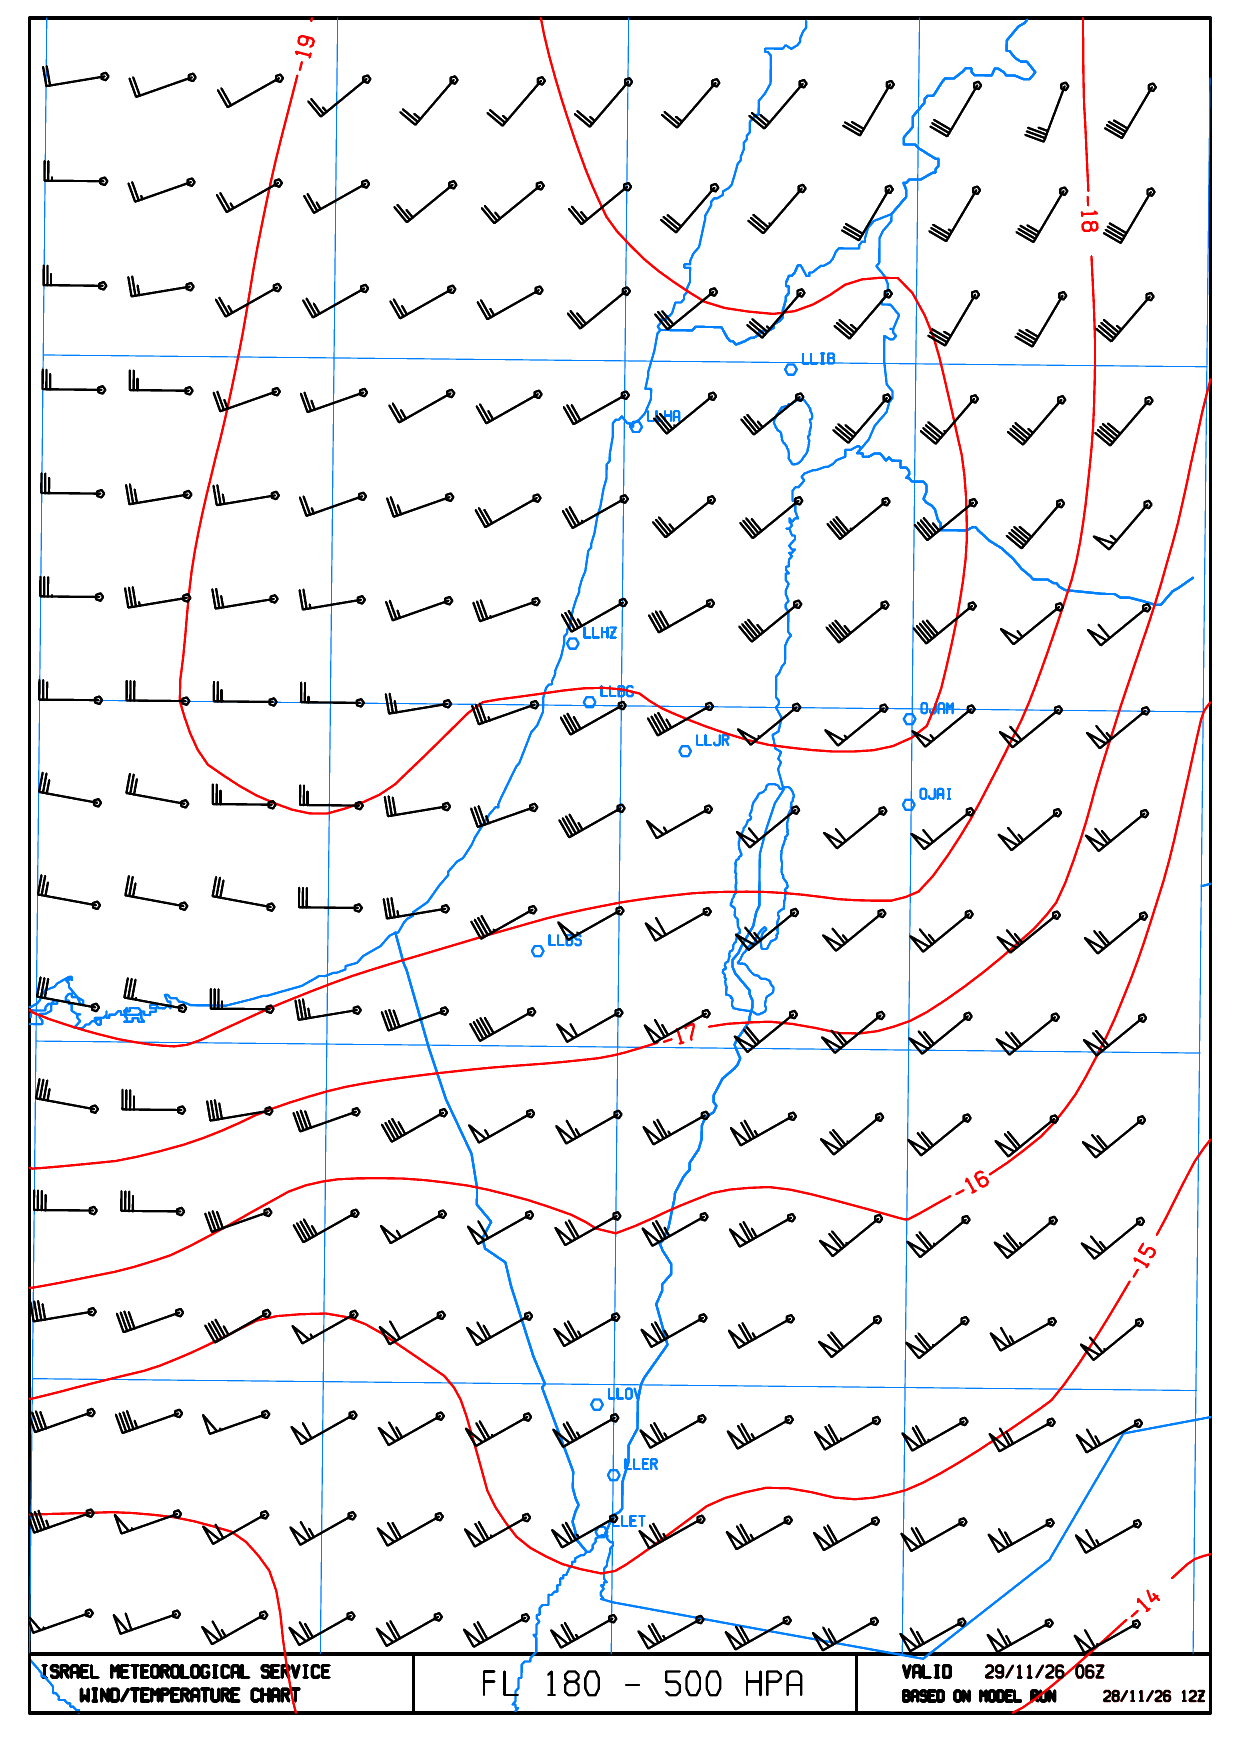 -19
-18
LLIB
LLHA
LLHZ
LLBG
OJAM
LLJR
OJAI
LLBS
-17
-16
-15
LLOV
LLER
LLET
-14
ISRAEL METEOROLOGICAL SERVICE
WIND/TEMPERATURE CHART
FL 180 - 500 HPA
VALID 29/11/26 06Z
BASED ON MODEL RUN 28/11/26 12Z